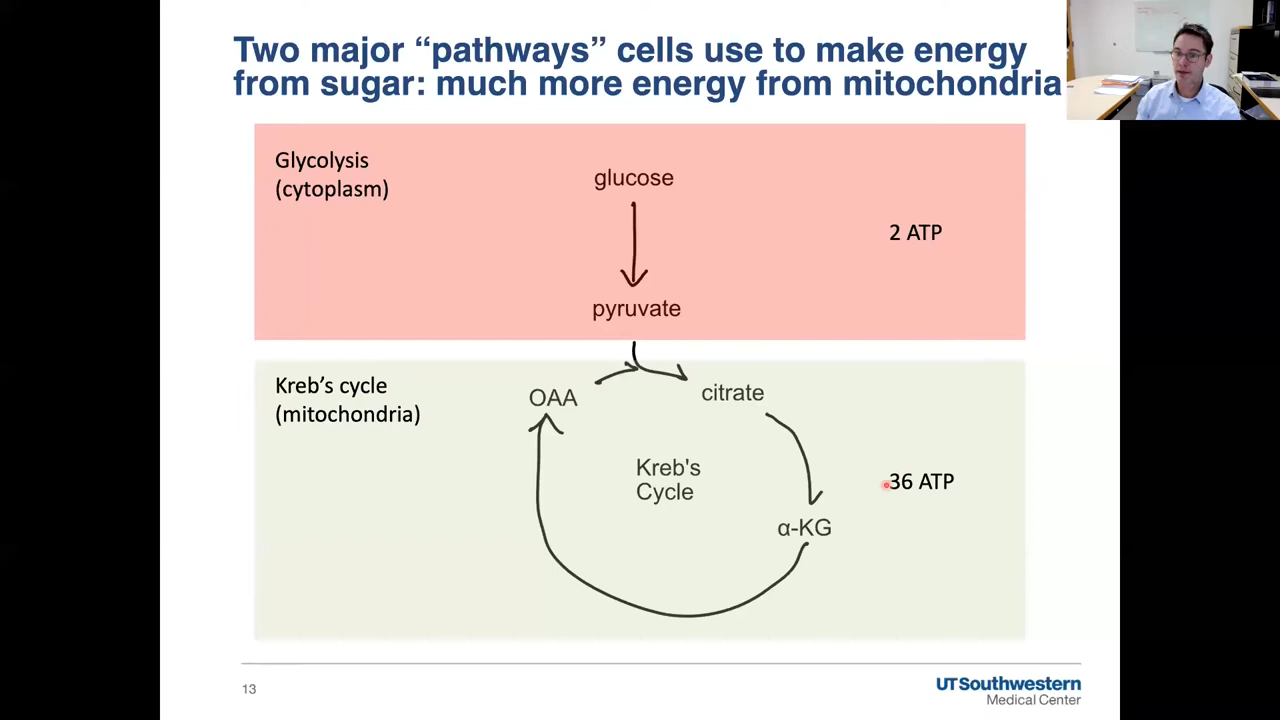 Two major “pathways” cells use to make energy
from sugar: much more energy from mitochondria
Glycolysis
(cytoplasm)
glucose
2 ATP
pyruvate
Kreb’s cycle
(mitochondria)
OAA
citrate
Kreb's
Cycle
36 ATP
α-KG
13
UTSouthwestern
Medical Center